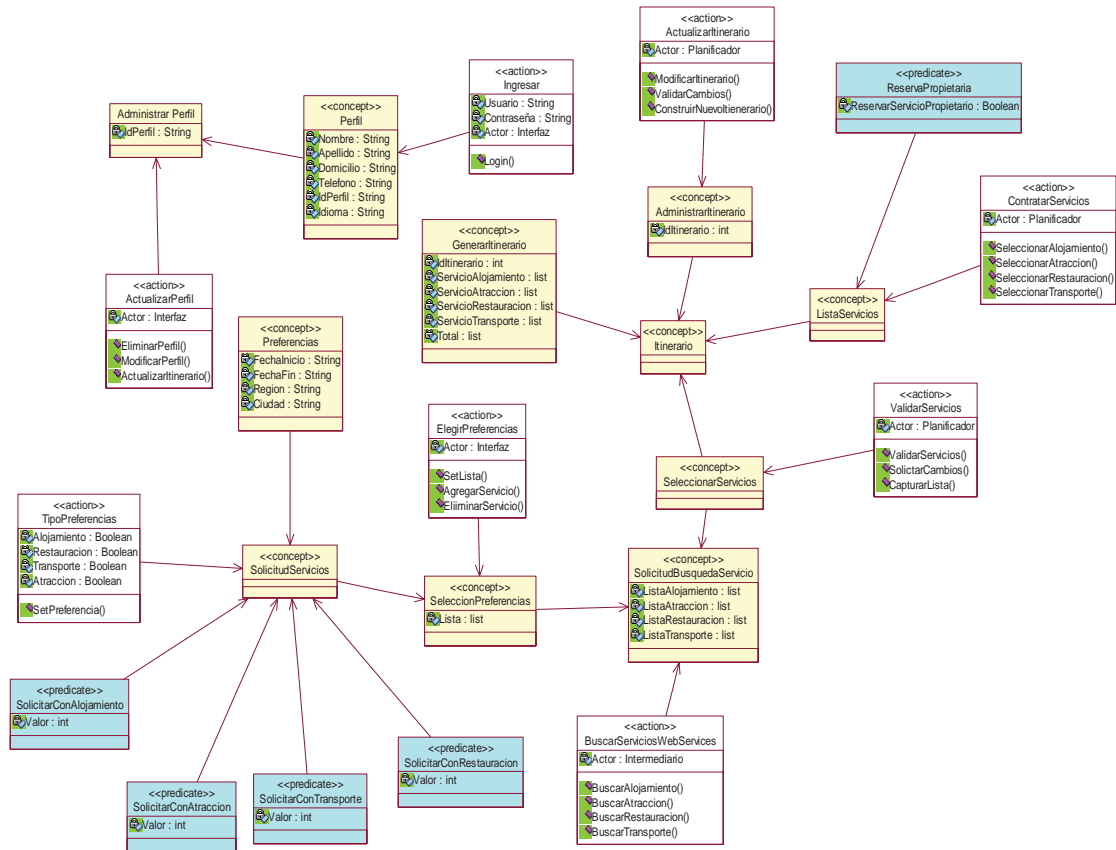 <<action>>
ActualizarItinerario
Actor : Planificador
ModificarItinerario()
ValidarCambios()
ConstruirNuevoItienerario()
<<action>>
Ingresar
Usuario : String
Contraseña : String
Actor : Interfaz
Login()
<<predicate>>
ReservaPropietaria
ReservarServicioPropietario : Boolean
Administrar Perfil
IdPerfil : String
<<concept>>
Perfil
Nombre : String
Apellido : String
Domicilio : String
Telefono : String
IdPerfil : String
Idioma : String
<<action>>
ContratarServicios
Actor : Planificador
SeleccionarAlojamiento()
SeleccionarAtraccion()
SeleccionarRestauracion()
SeleccionarTransporte()
<<concept>>
AdministrarItinerario
IdItinerario : int
<<concept>>
GenerarItinerario
IdItinerario : int
ServicioAlojamiento : list
ServicioAtraccion : list
ServicioRestauracion : list
ServicioTransporte : list
Total : list
<<action>>
ActualizarPerfil
Actor : Interfaz
EliminarPerfil()
ModificarPerfil()
ActualizarItinerario()
<<concept>>
ListaServicios
<<concept>>
Preferencias
FechaInicio : String
FechaFin : String
Region : String
Ciudad : String
<<concept>>
Itinerario
<<action>>
ElegirPreferencias
Actor : Interfaz
SetLista()
AgregarServicio()
EliiminarServicio()
<<action>>
ValidarServicios
Actor : Planificador
ValidarServicios()
SolictarCambios()
CapturarLista()
<<concept>>
SeleccionarServicios
<<action>>
TipoPreferencias
Alojamiento : Boolean
Restauracion : Boolean
Transporte : Boolean
Atraccion : Boolean
SetPreferencia()
<<concept>>
SolicitudServicios
<<concept>>
SeleccionPreferencias
Lista : list
<<concept>>
SolicitudBusquedaServicio
ListaAlojamiento : list
ListaAtraccion : list
ListaRestauracion : list
ListaTransporte : list
<<predicate>>
SolicitarConAlojamiento
Valor : int
<<predicate>>
SolicitarConAtraccion
Valor : int
<<predicate>>
SolicitarConTransporte
Valor : int
<<predicate>>
SolicitarConRestauracion
Valor : int
<<action>>
BuscarServiciosWebServices
Actor : Intermediario
BuscarAlojamiento()
BuscarAtraccion()
BuscarRestauracion()
BuscarTransporte()